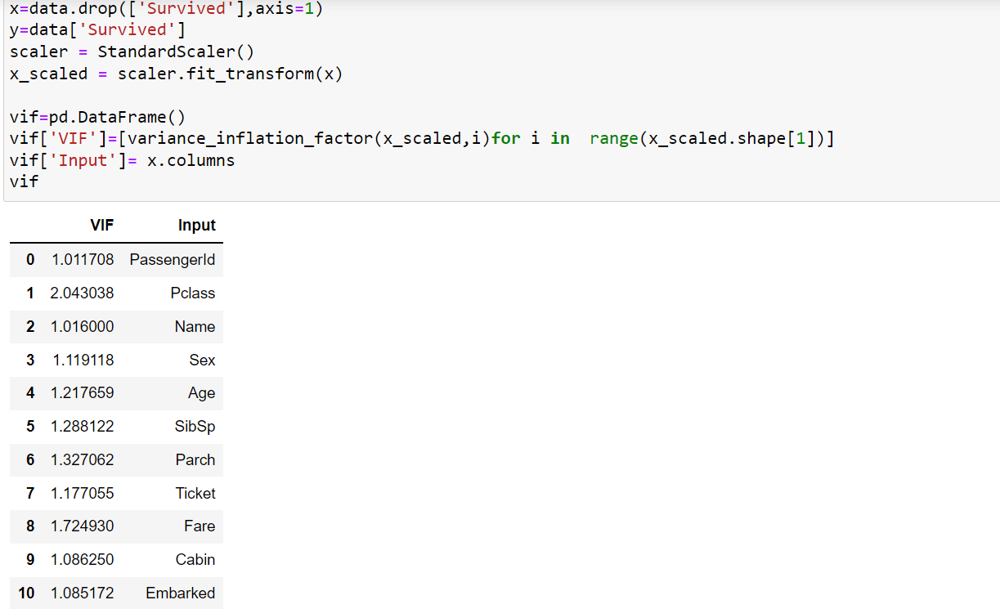 x=data.drop(['Survived'],axis=1)
y=data['Survived']
scaler = StandardScaler()
x_scaled = scaler.fit_transform(x)
vif=pd.DataFrame()
vif['VIF']=[variance_inflation_factor(x_scaled,i)for i in  range(x_scaled.shape[1])]
vif['Input']= x.columns
vif
VIF Input
0 1.011708 PassengerId
1 2.043038 Pclass
2 1.016000 Name
3 1.119118 Sex
4 1.217659 Age
5 1.288122 SibSp
6 1.327062 Parch
7 1.177055 Ticket
8 1.724930 Fare
9 1.086250 Cabin
10 1.085172 Embarked